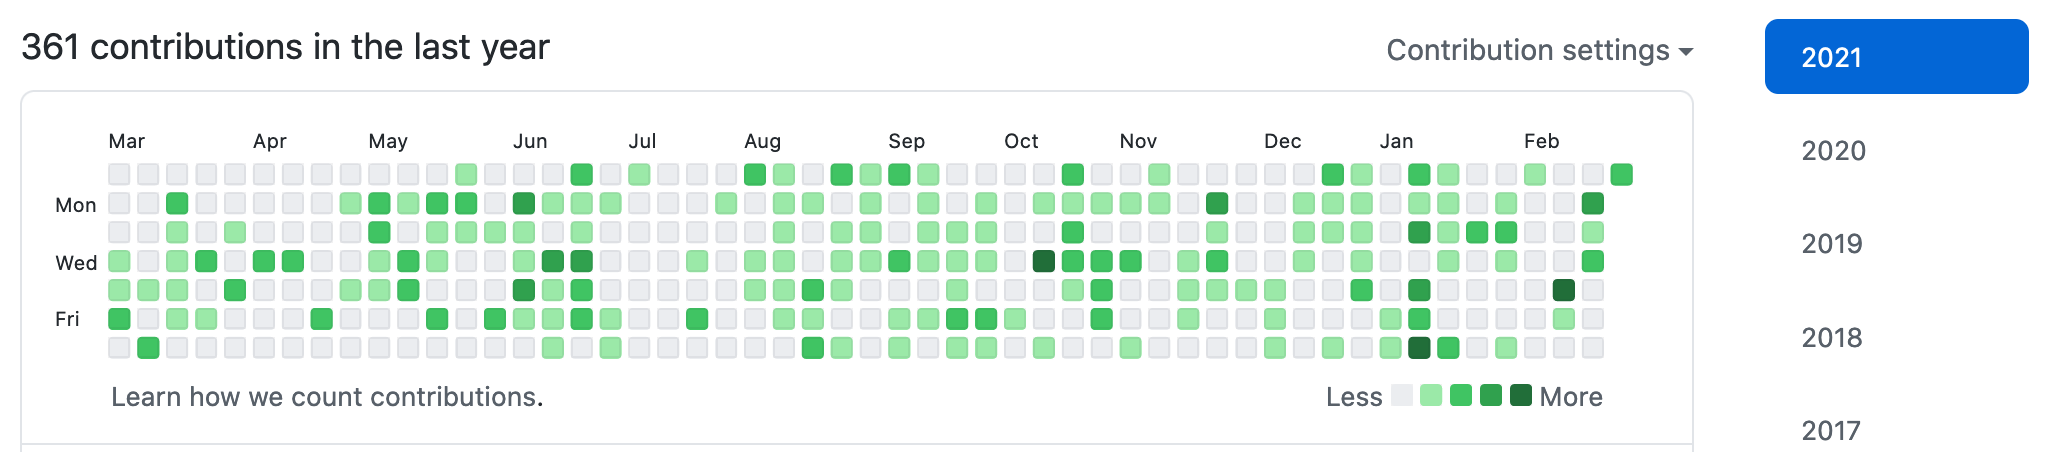 361 contributions in the last year
Contribution settings
2021
Mar Apr May Jun Jul Aug Sep Oct Nov Dec Jan Feb
2020
Mon
2019
Wed
Fri
2018
Learn how we count contributions.
Less More
2017